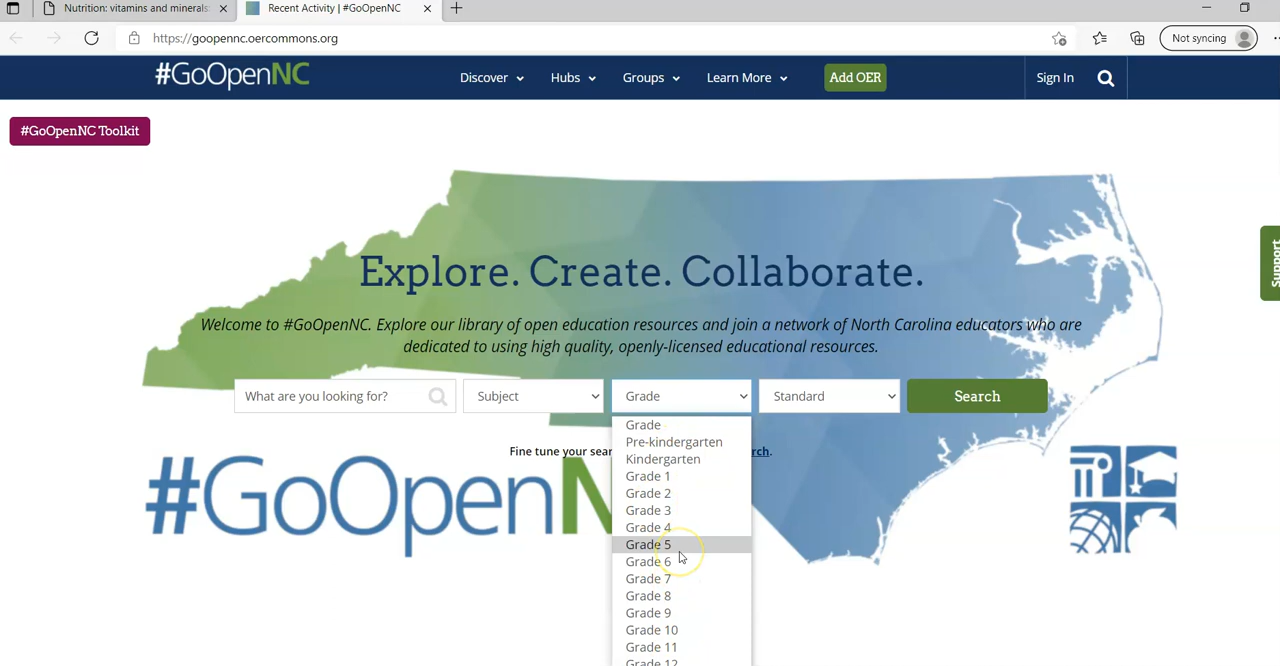 Nutrition: vitamins and minerals
Recent Activity | #GoOpenNC
https://goopennc.oercommons.org
Not syncing
#GoOpenNC
Discover
Hubs
Groups
Learn More
Add OER
Sign In
#GoOpenNC Toolkit
Support
Explore. Create. Collaborate.
Welcome to #GoOpenNC. Explore our library of open education resources and join a network of North Carolina educators who are
dedicated to using high quality, openly-licensed educational resources.
What are you looking for?
Subject
Grade
Standard
Search
Grade
Pre-kindergarten
Kindergarten
Grade 1
Grade 2
Grade 3
Grade 4
Grade 5
Grade 6
Grade 7
Grade 8
Grade 9
Grade 10
Grade 11
Grade 12
Fine tune your
#GoOpenN